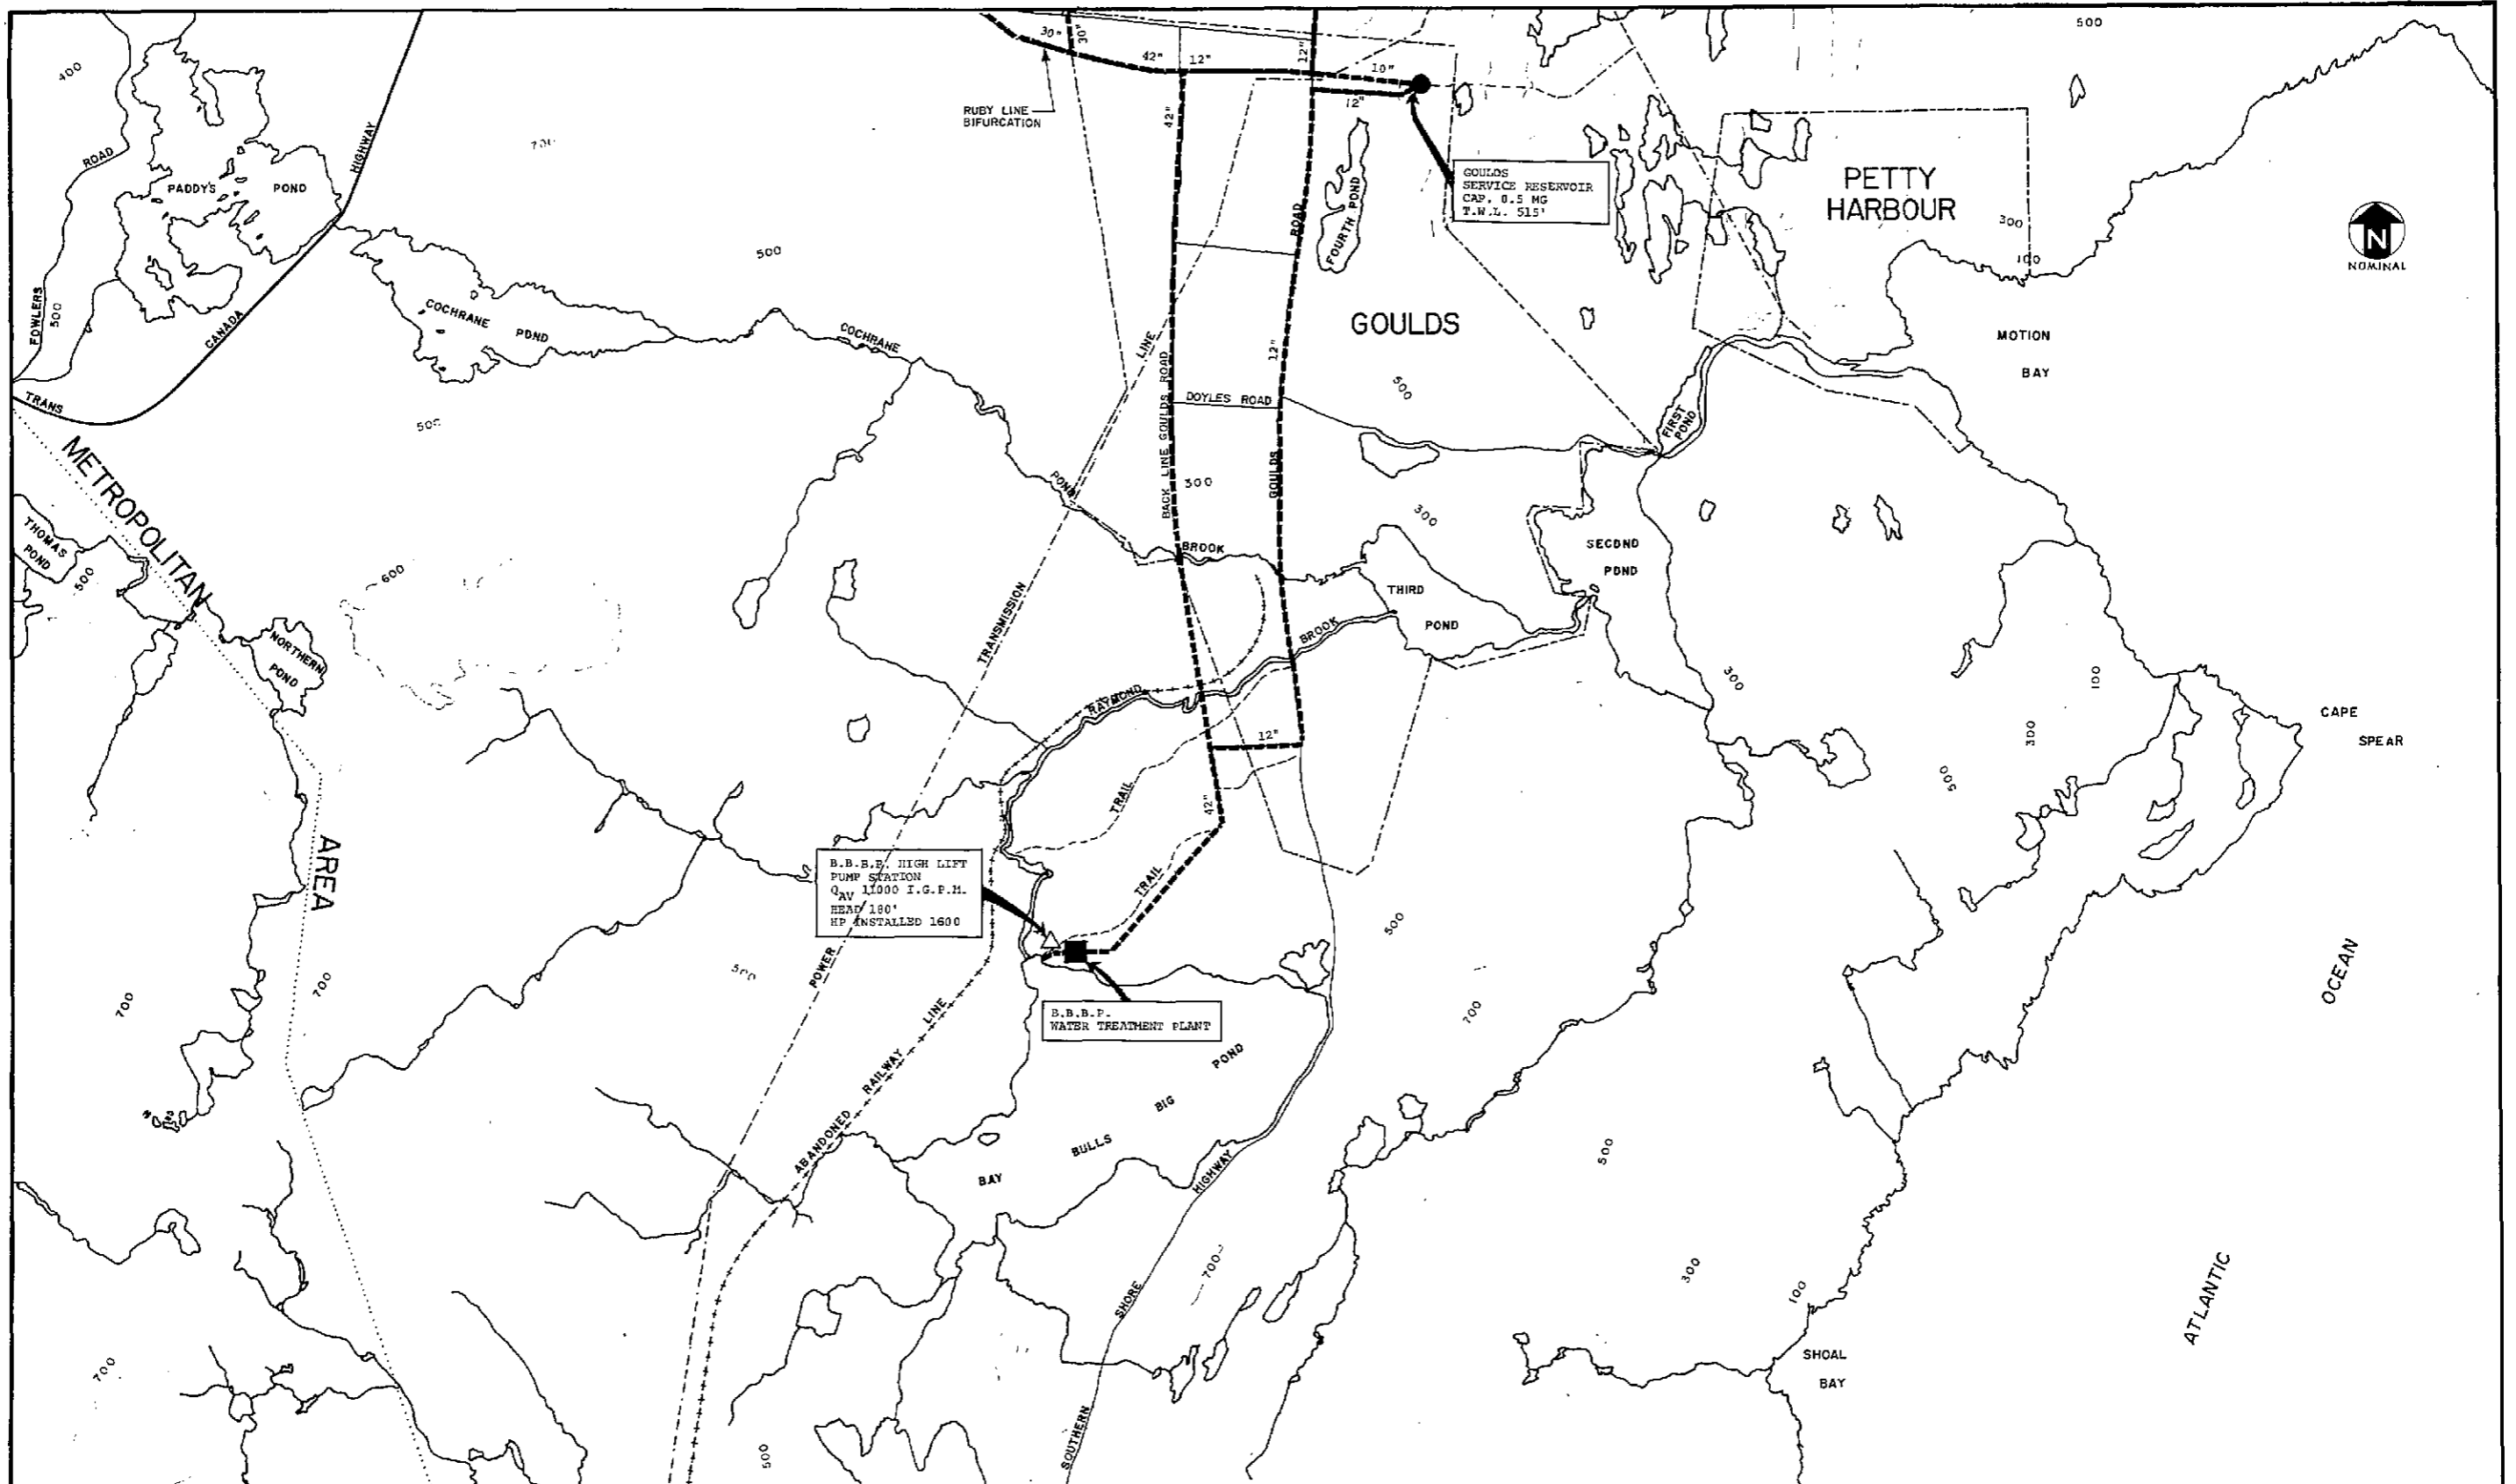 500
400
30"
30"
42"
12"
12"
10"
12"
42"
RUBY LINE
BIFURCATION
ROAD
HIGHWAY
PADDY'S POND
GOULDS
SERVICE RESERVOIR
CAP. 0.5 MG
T.W.L. 515'
PETTY
HARBOUR
N
NOMINAL
700
500
300
100
FOURTH POND
ROAD
FOWLERS
500
CANADA
COCHRANE POND
COCHRANE
LINE
GOULDS
MOTION
BAY
12"
TRANS
500
BACK LINE GOULDS ROAD
DOYLES ROAD
500
FIRST
POND
METROPOLITAN
POND
300
GOULDS
300
THOMAS
POND
500
600
BROOK
SECOND
POND
THIRD
POND
BROOK
TRANSMISSION
NORTHERN
POND
RAYMOND
300
100
300
500
CAPE
SPEAR
12"
42"
TRAIL
TRAIL
AREA
B.B.B.P. HIGH LIFT
PUMP STATION
QAV 11000 I.G.P.M.
HEAD 180'
HP INSTALLED 1600
POWER
500
500
700
700
700
OCEAN
B.B.B.P.
WATER TREATMENT PLANT
LINE
RAILWAY
ABANDONED
POND
BIG
BULLS
BAY
HIGHWAY
500
SHORE
700
300
100
ATLANTIC
SHOAL
BAY
700
500
SOUTHERN